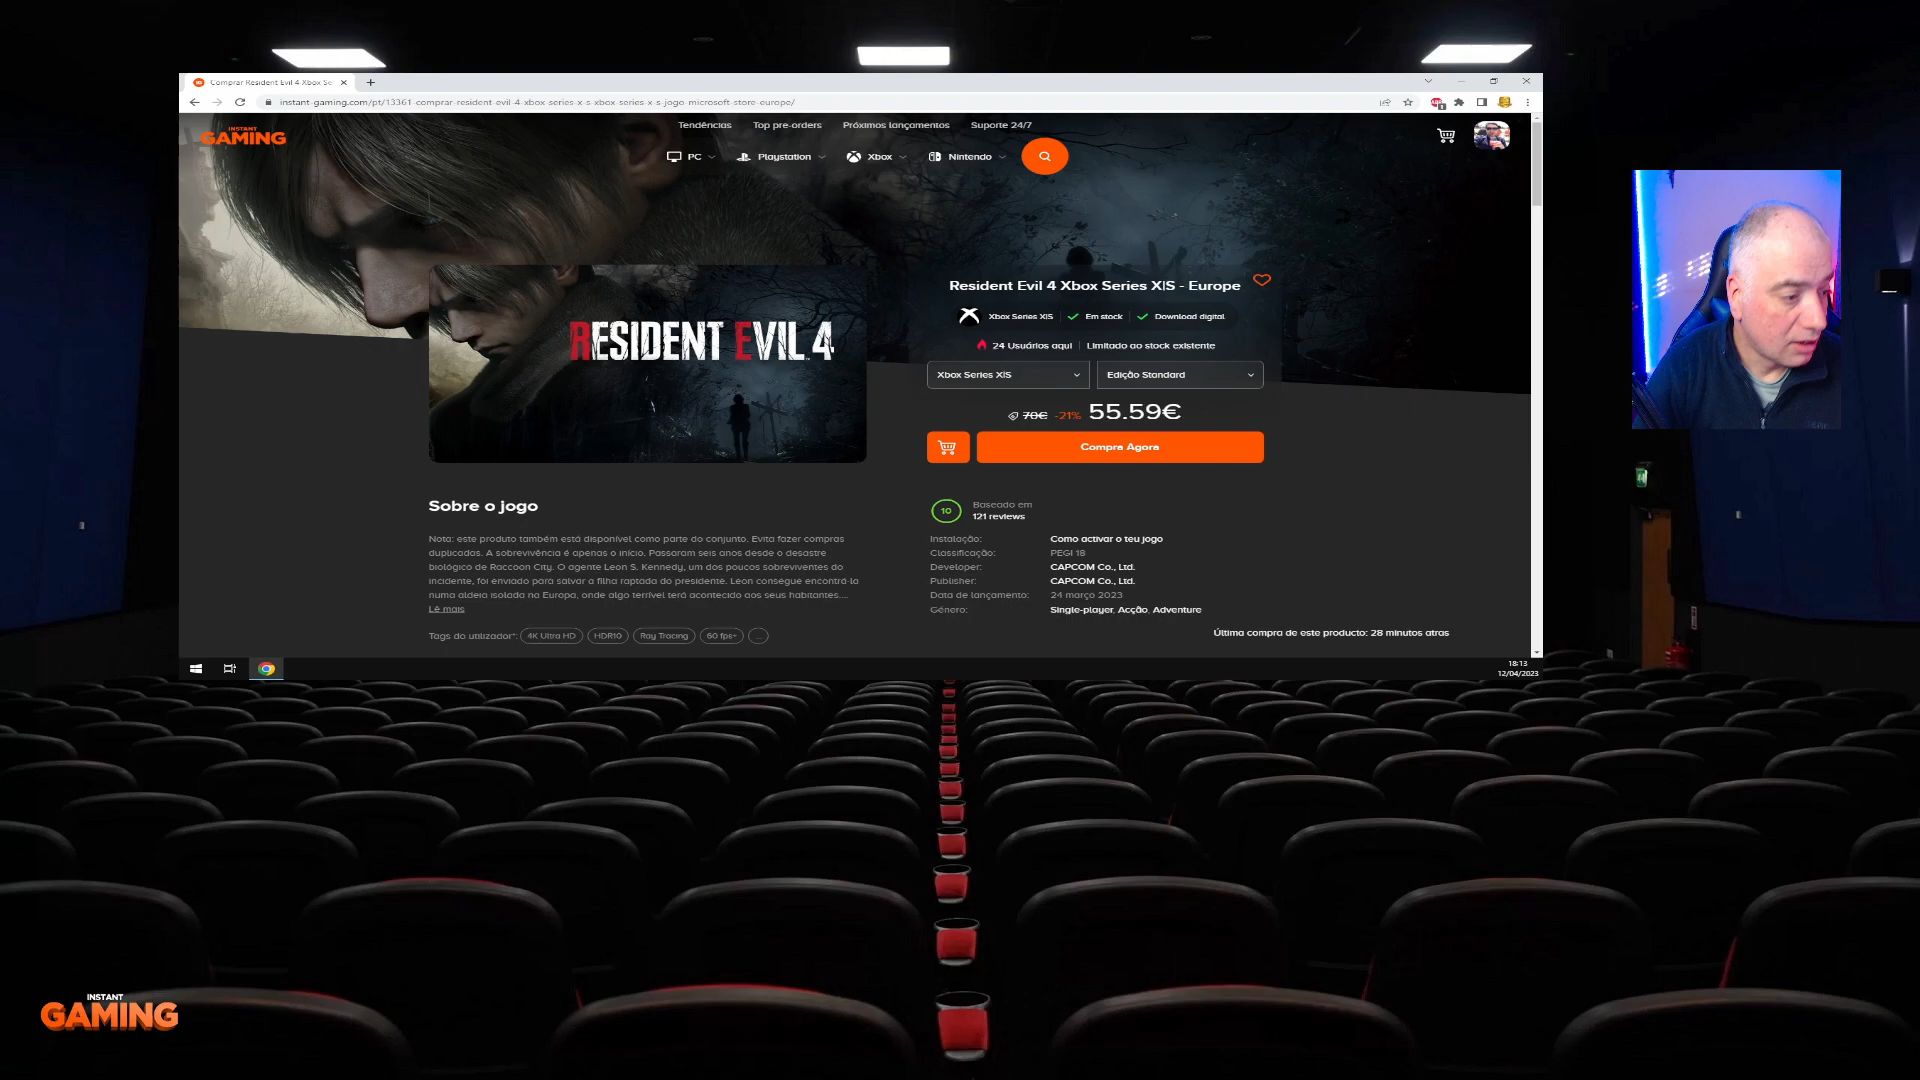 Comprar Resident Evil 4 Xbox Se
instant-gaming.com/pt/13361-comprar-resident-evil-4-xbox-series-x-s-xbox-series-x-s-jogo-microsoft-store-europe/
INSTANT
GAMING
Tendências Top pre-orders Próximos lançamentos Suporte 24/7
PC Playstation Xbox Nintendo
RESIDENT EVIL 4
Resident Evil 4 Xbox Series X|S - Europe
Xbox Series X|S Em stock Download digital
24 Usuários aqui Limitado ao stock existente
Xbox Series X|S Edição Standard
70€ -21% 55.59€
Compra Agora
Sobre o jogo
Nota: este produto também está disponível como parte do conjunto. Evita fazer compras
duplicadas. A sobrevivência é apenas o início. Passaram seis anos desde o desastre
biológico de Raccoon City. O agente Leon S. Kennedy, um dos poucos sobreviventes do
incidente, foi enviado para salvar a filha raptada do presidente. Leon consegue encontrá-la
numa aldeia isolada na Europa, onde algo terrível terá acontecido aos seus habitantes....
Lê mais
Tags do utilizador*: 4K Ultra HD HDR10 Ray Tracing 60 fps+ ...
10 Baseado em
121 reviews
Instalação: Como activar o teu jogo
Classificação: PEGI 18
Developer: CAPCOM Co., Ltd.
Publisher: CAPCOM Co., Ltd.
Data de lançamento: 24 março 2023
Género: Single-player, Acção, Adventure
Última compra de este producto: 28 minutos atras
18:13
12/04/2023
INSTANT
GAMING